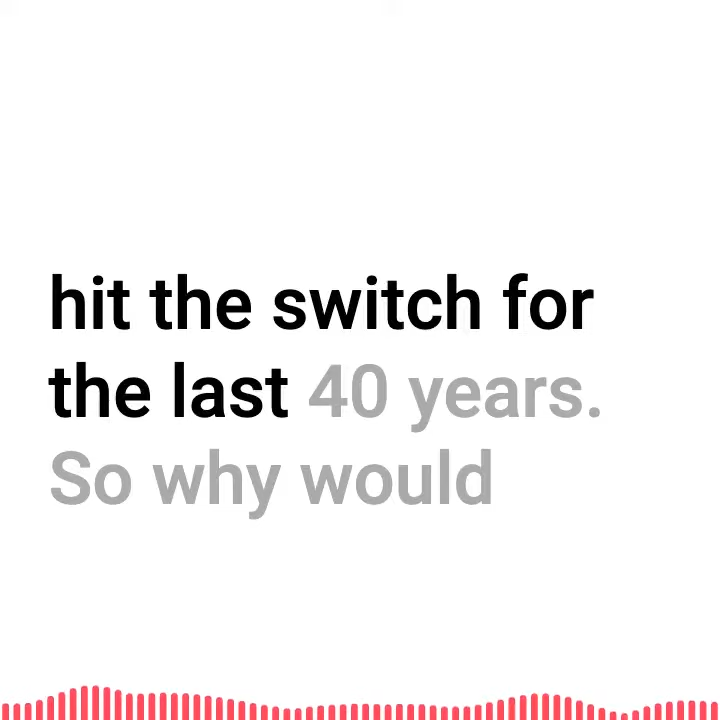 hit the switch for
the last 40 years.
So why would